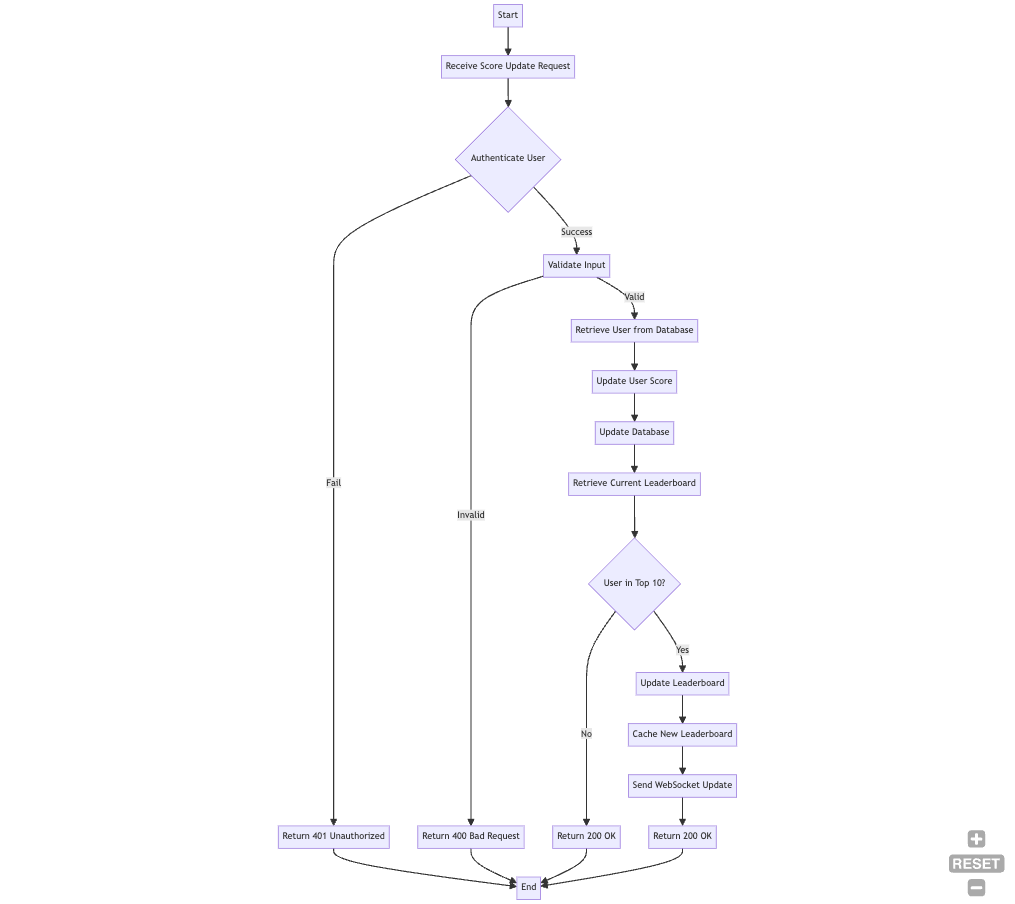 Start
Receive Score Update Request
Authenticate User
Success
Validate Input
Valid
Retrieve User from Database
Update User Score
Update Database
Retrieve Current Leaderboard
Fail
Invalid
User in Top 10?
Yes
Update Leaderboard
No
Cache New Leaderboard
Send WebSocket Update
Return 401 Unauthorized
Return 400 Bad Request
Return 200 OK
Return 200 OK
End
RESET